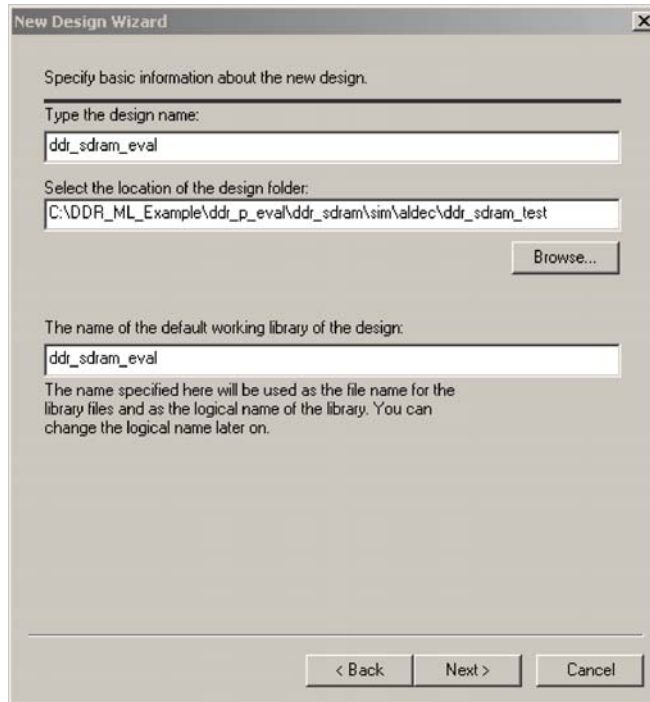 New Design Wizard
Specify basic information about the new design.
Type the design name:
ddr_sdram_eval
Select the location of the design folder:
C:\DDR_ML_Example\ddr_p_eval\ddr_sdram\sim\aldec\ddr_sdram_test
Browse...
The name of the default working library of the design:
ddr_sdram_eval
The name specified here will be used as the file name for the
library files and as the logical name of the library. You can
change the logical name later on.
< Back Next > Cancel